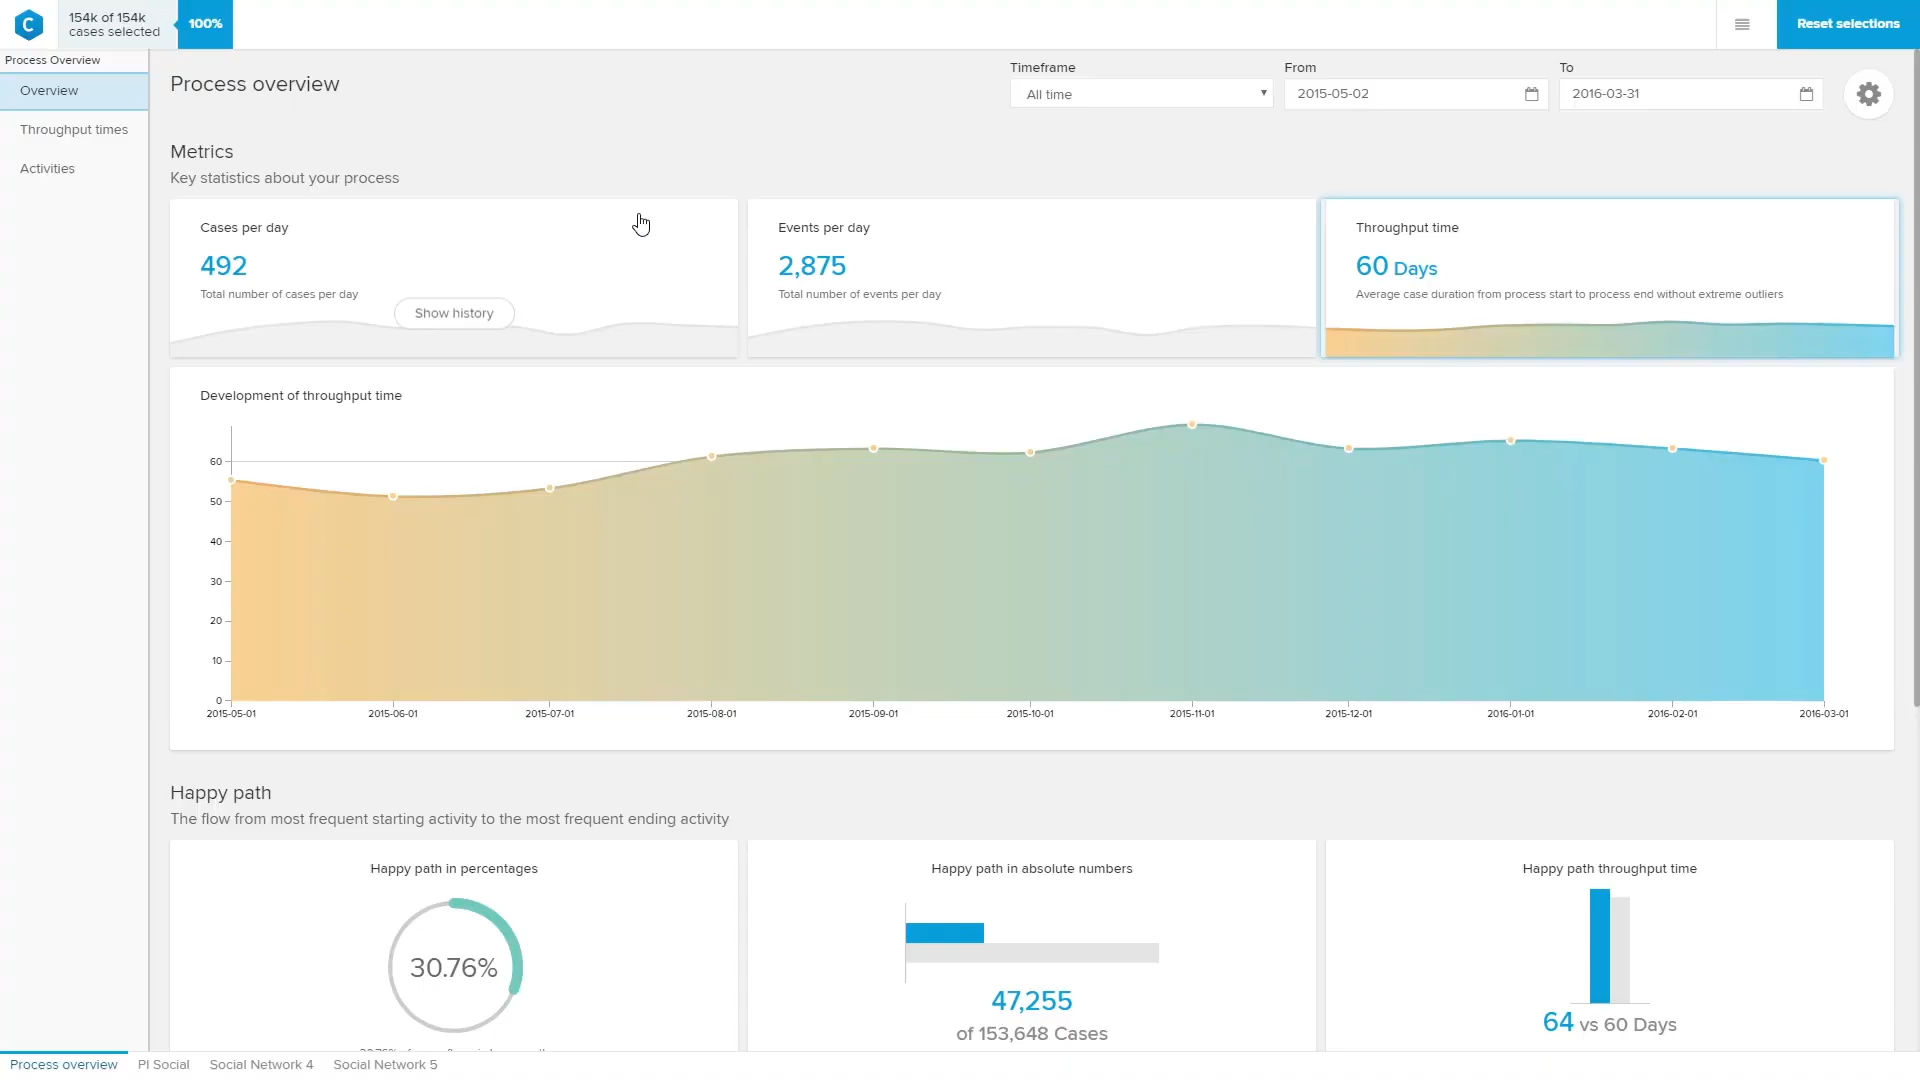 C
154k of 154k
cases selected
100%
Reset selections
Process Overview
Overview
Throughput times
Activities
Process overview
Timeframe
All time
From
2015-05-02
To
2016-03-31
Metrics
Key statistics about your process
Cases per day
492
Total number of cases per day
Show history
Events per day
2,875
Total number of events per day
Throughput time
60 Days
Average case duration from process start to process end without extreme outliers
Development of throughput time
60
50
40
30
20
10
0
2015-05-01
2015-06-01
2015-07-01
2015-08-01
2015-09-01
2015-10-01
2015-11-01
2015-12-01
2016-01-01
2016-02-01
2016-03-01
Happy path
The flow from most frequent starting activity to the most frequent ending activity
Happy path in percentages
30.76%
Happy path in absolute numbers
47,255
of 153,648 Cases
Happy path throughput time
64 vs 60 Days
Process overview
PI Social
Social Network 4
Social Network 5